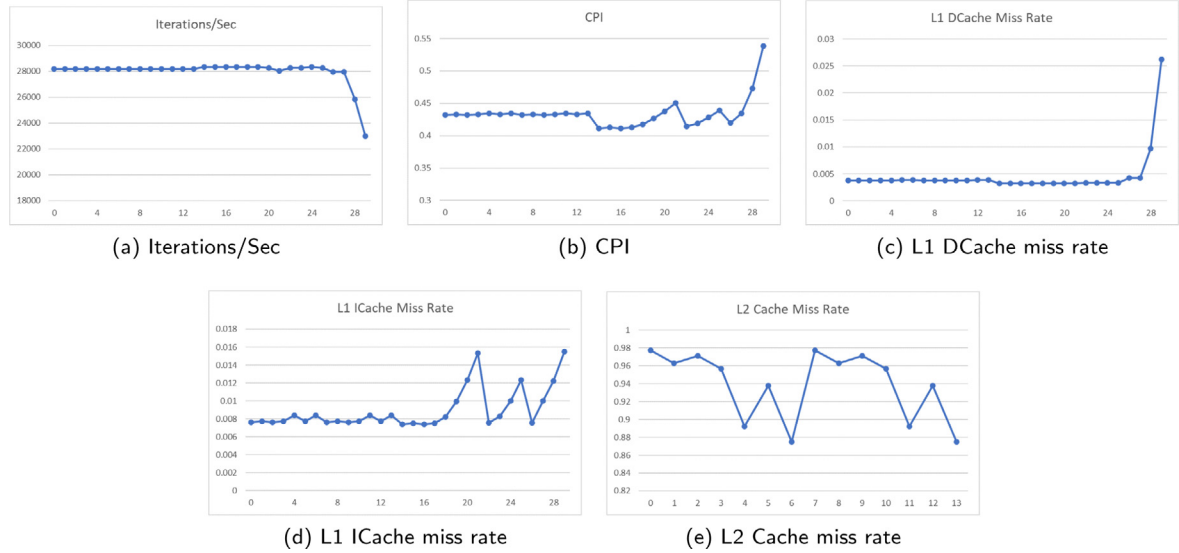 Iterations/Sec
30000
28000
26000
24000
22000
20000
18000
0 4 8 12 16 20 24 28
(a) Iterations/Sec
CPI
0.55
0.5
0.45
0.4
0.35
0.3
0 4 8 12 16 20 24 28
(b) CPI
L1 DCache Miss Rate
0.03
0.025
0.02
0.015
0.01
0.005
0
0 4 8 12 16 20 24 28
(c) L1 DCache miss rate
L1 ICache Miss Rate
0.018
0.016
0.014
0.012
0.01
0.008
0.006
0.004
0.002
0
0 4 8 12 16 20 24 28
(d) L1 ICache miss rate
L2 Cache Miss Rate
1
0.98
0.96
0.94
0.92
0.9
0.88
0.86
0.84
0.82
0 1 2 3 4 5 6 7 8 9 10 11 12 13
(e) L2 Cache miss rate